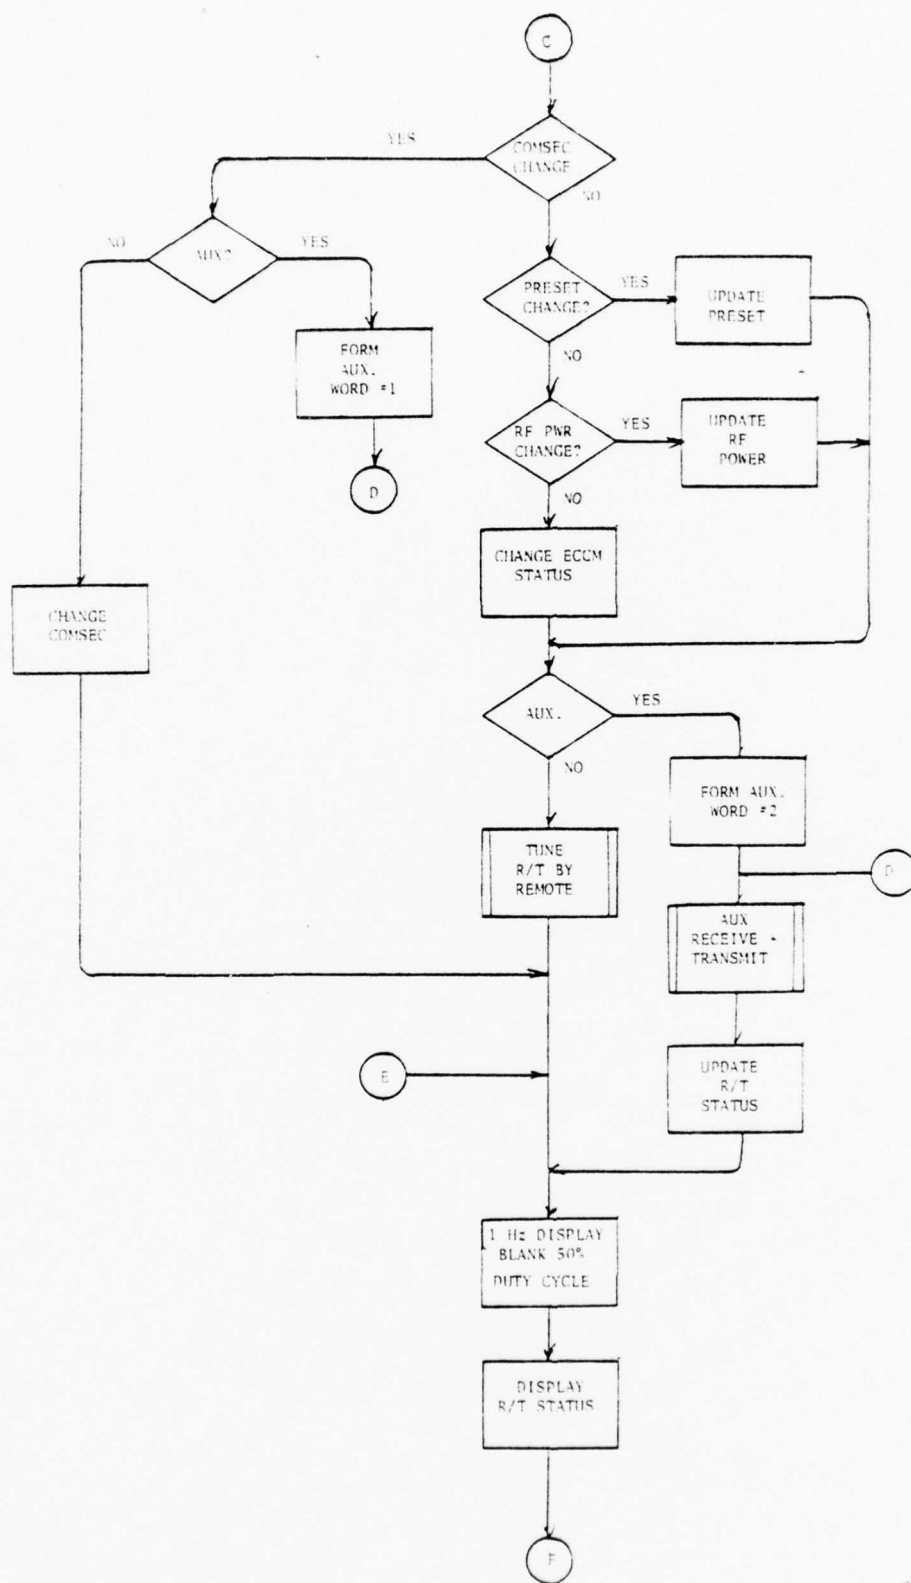 C
COMSEC
CHANGE
YES
NO
AUX?
NO
YES
FORM
AUX.
WORD #1
D
PRESET
CHANGE?
YES
UPDATE
PRESET
NO
RF PWR
CHANGE?
YES
UPDATE
RF
POWER
NO
CHANGE ECCM
STATUS
CHANGE
COMSEC
AUX.
YES
NO
FORM AUX.
WORD #2
TUNE
R/T BY
REMOTE
D
AUX
RECEIVE -
TRANSMIT
E
UPDATE
R/T
STATUS
1 Hz DISPLAY
BLANK 50%
DUTY CYCLE
DISPLAY
R/T STATUS
F